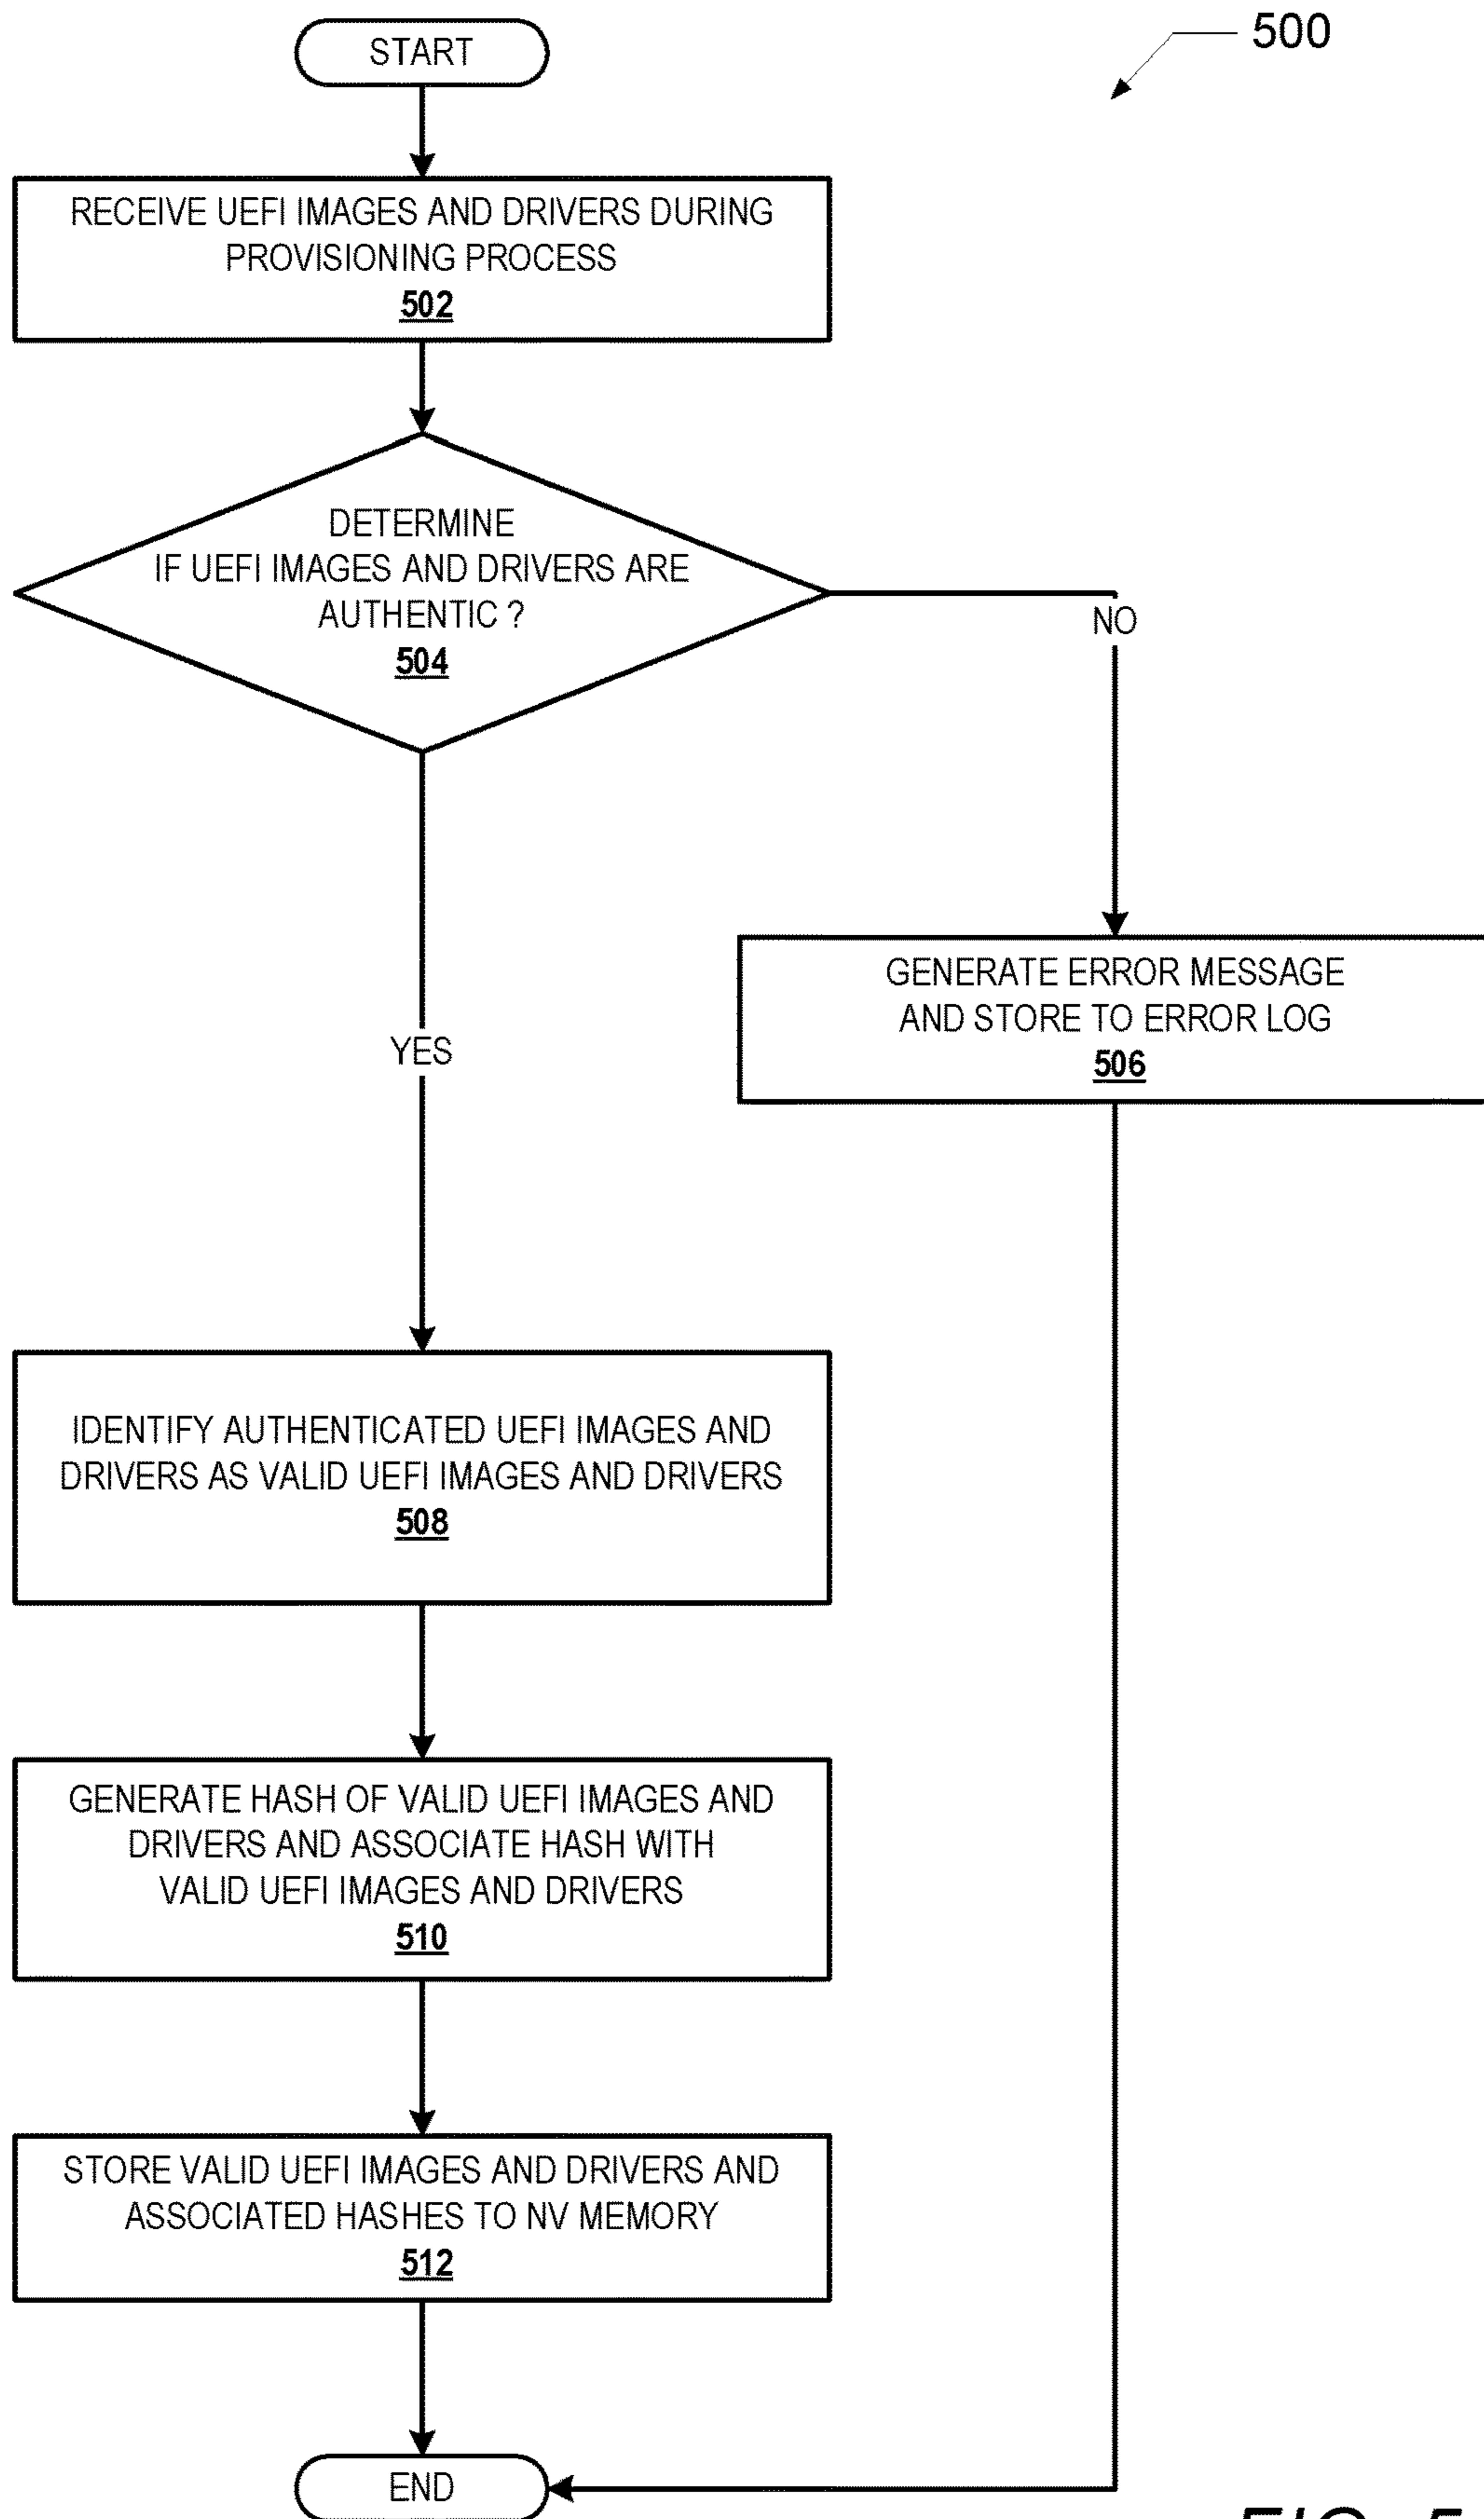 START
500
RECEIVE UEFI IMAGES AND DRIVERS DURING
PROVISIONING PROCESS
502
DETERMINE
IF UEFI IMAGES AND DRIVERS ARE
AUTHENTIC ?
504
NO
GENERATE ERROR MESSAGE
AND STORE TO ERROR LOG
506
YES
IDENTIFY AUTHENTICATED UEFI IMAGES AND
DRIVERS AS VALID UEFI IMAGES AND DRIVERS
508
GENERATE HASH OF VALID UEFI IMAGES AND
DRIVERS AND ASSOCIATE HASH WITH
VALID UEFI IMAGES AND DRIVERS
510
STORE VALID UEFI IMAGES AND DRIVERS AND
ASSOCIATED HASHES TO NV MEMORY
512
END